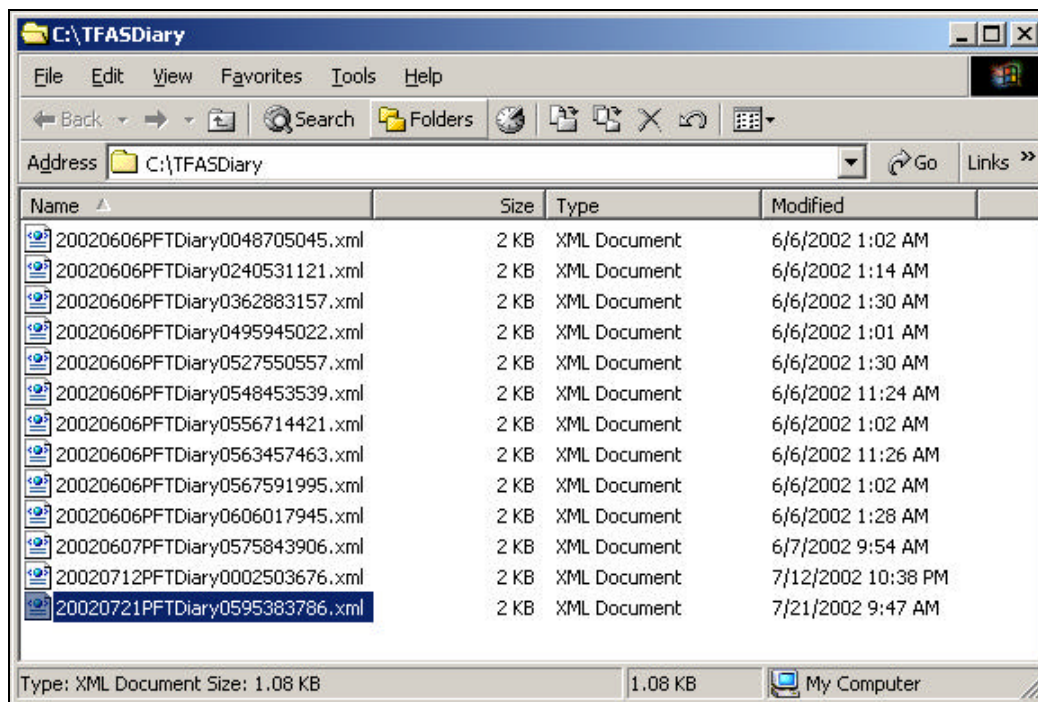 C:\TFASDiary
File Edit View Favorites Tools Help
Back Search Folders
Address C:\TFASDiary Go Links »
Name Size Type Modified
20020606PFTDiary0048705045.xml 2 KB XML Document 6/6/2002 1:02 AM
20020606PFTDiary0240531121.xml 2 KB XML Document 6/6/2002 1:14 AM
20020606PFTDiary0362883157.xml 2 KB XML Document 6/6/2002 1:30 AM
20020606PFTDiary0495945022.xml 2 KB XML Document 6/6/2002 1:01 AM
20020606PFTDiary0527550557.xml 2 KB XML Document 6/6/2002 1:30 AM
20020606PFTDiary0548453539.xml 2 KB XML Document 6/6/2002 11:24 AM
20020606PFTDiary0556714421.xml 2 KB XML Document 6/6/2002 1:02 AM
20020606PFTDiary0563457463.xml 2 KB XML Document 6/6/2002 11:26 AM
20020606PFTDiary0567591995.xml 2 KB XML Document 6/6/2002 1:02 AM
20020606PFTDiary0606017945.xml 2 KB XML Document 6/6/2002 1:28 AM
20020607PFTDiary0575843906.xml 2 KB XML Document 6/7/2002 9:54 AM
20020712PFTDiary0002503676.xml 2 KB XML Document 7/12/2002 10:38 PM
20020721PFTDiary0595383786.xml 2 KB XML Document 7/21/2002 9:47 AM
Type: XML Document Size: 1.08 KB 1.08 KB My Computer